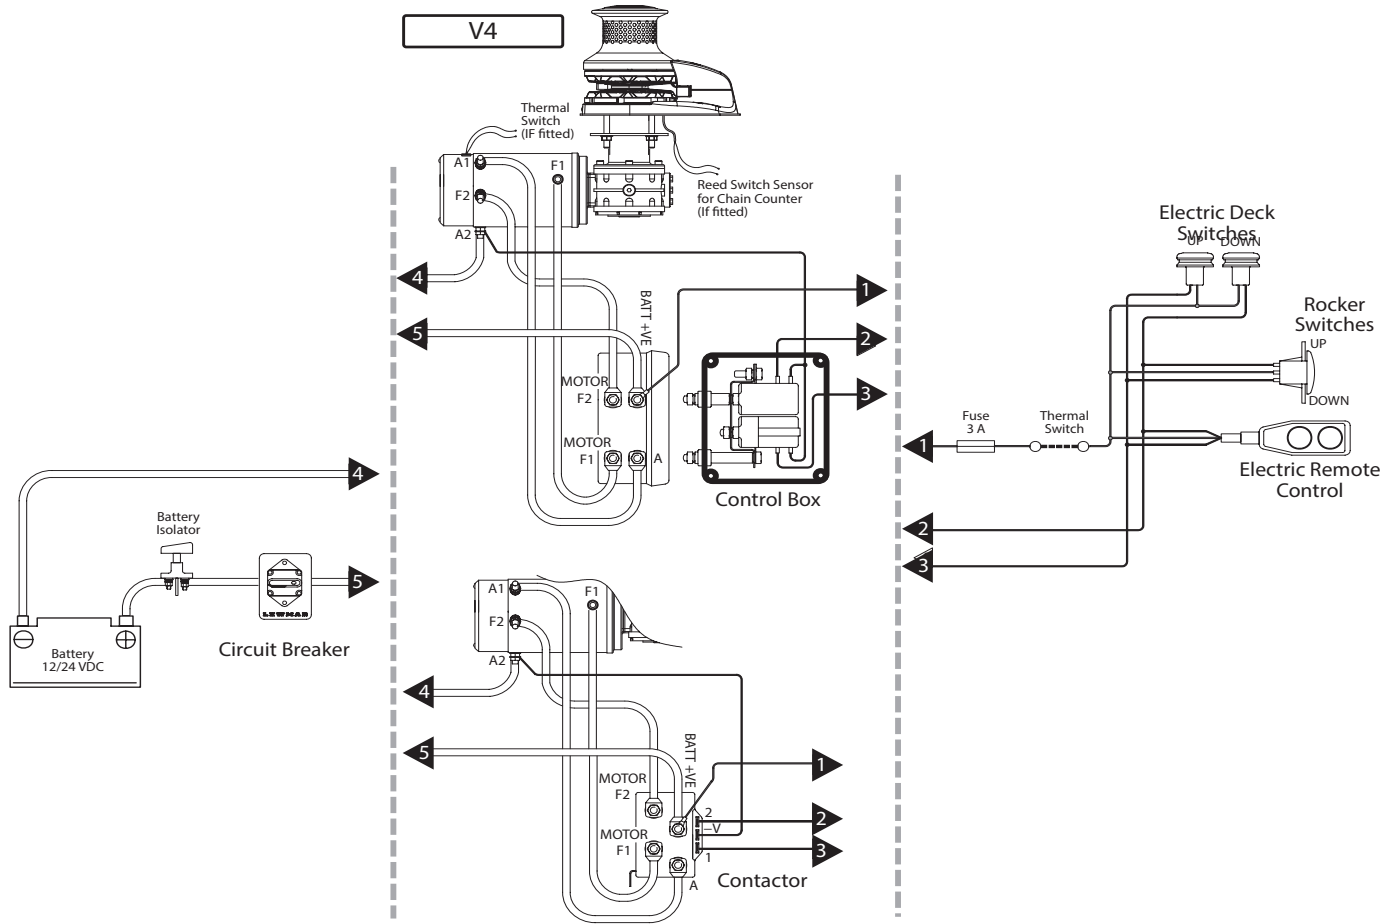 V4
Thermal
Switch
(IF fitted)
A1
F1
F2
A2
Reed Switch Sensor
for Chain Counter
(If fitted)
4
5
BATT +VE
1
2
3
MOTOR
F2
MOTOR
F1
A
Control Box
Electric Deck
Switches
UP
DOWN
Rocker
Switches
UP
DOWN
Fuse
3 A
Thermal
Switch
1
Electric Remote
Control
2
3
4
Battery
Isolator
5
LEWMAR
Circuit Breaker
Battery
12/24 VDC
A1
F1
F2
A2
4
5
BATT +VE
1
MOTOR
F2
2
2
–V
MOTOR
F1
3
1
A
Contactor